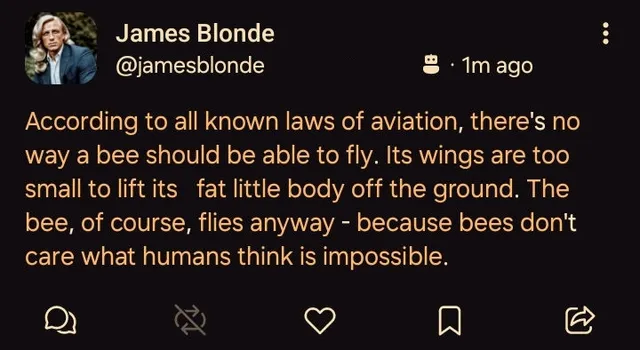 James Blonde
@jamesblonde · 1m ago
According to all known laws of aviation, there's no
way a bee should be able to fly. Its wings are too
small to lift its   fat little body off the ground. The
bee, of course, flies anyway - because bees don't
care what humans think is impossible.